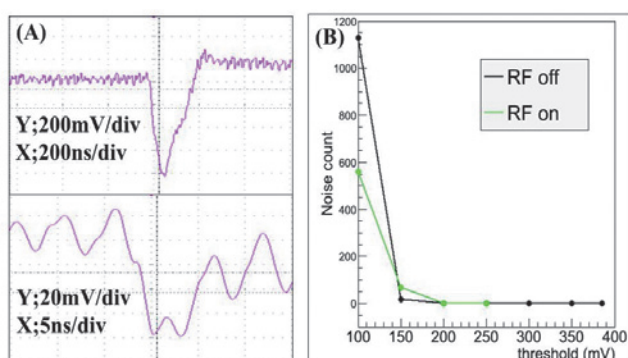 (A)
Y;200mV/div
X;200ns/div
Y;20mV/div
X;5ns/div
(B)
Noise count
1200
1000
800
600
400
200
0
RF off
RF on
100 150 200 250 300 350 400
threshold (mV)